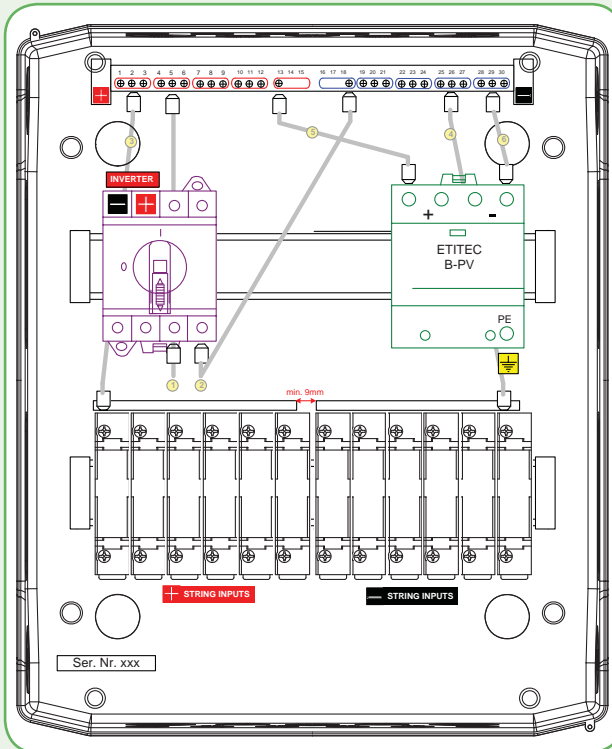 1 2 3 4 5 6 7 8 9 10 11 12 13 14 15 16 17 18 19 20 21 22 23 24 25 26 27 28 29 30
+ −
3 5 4 6
INVERTER
− +
+ -
ETITEC
B-PV
I
0
PE
1 2
min. 9mm
+ STRING INPUTS
− STRING INPUTS
Ser. Nr. xxx